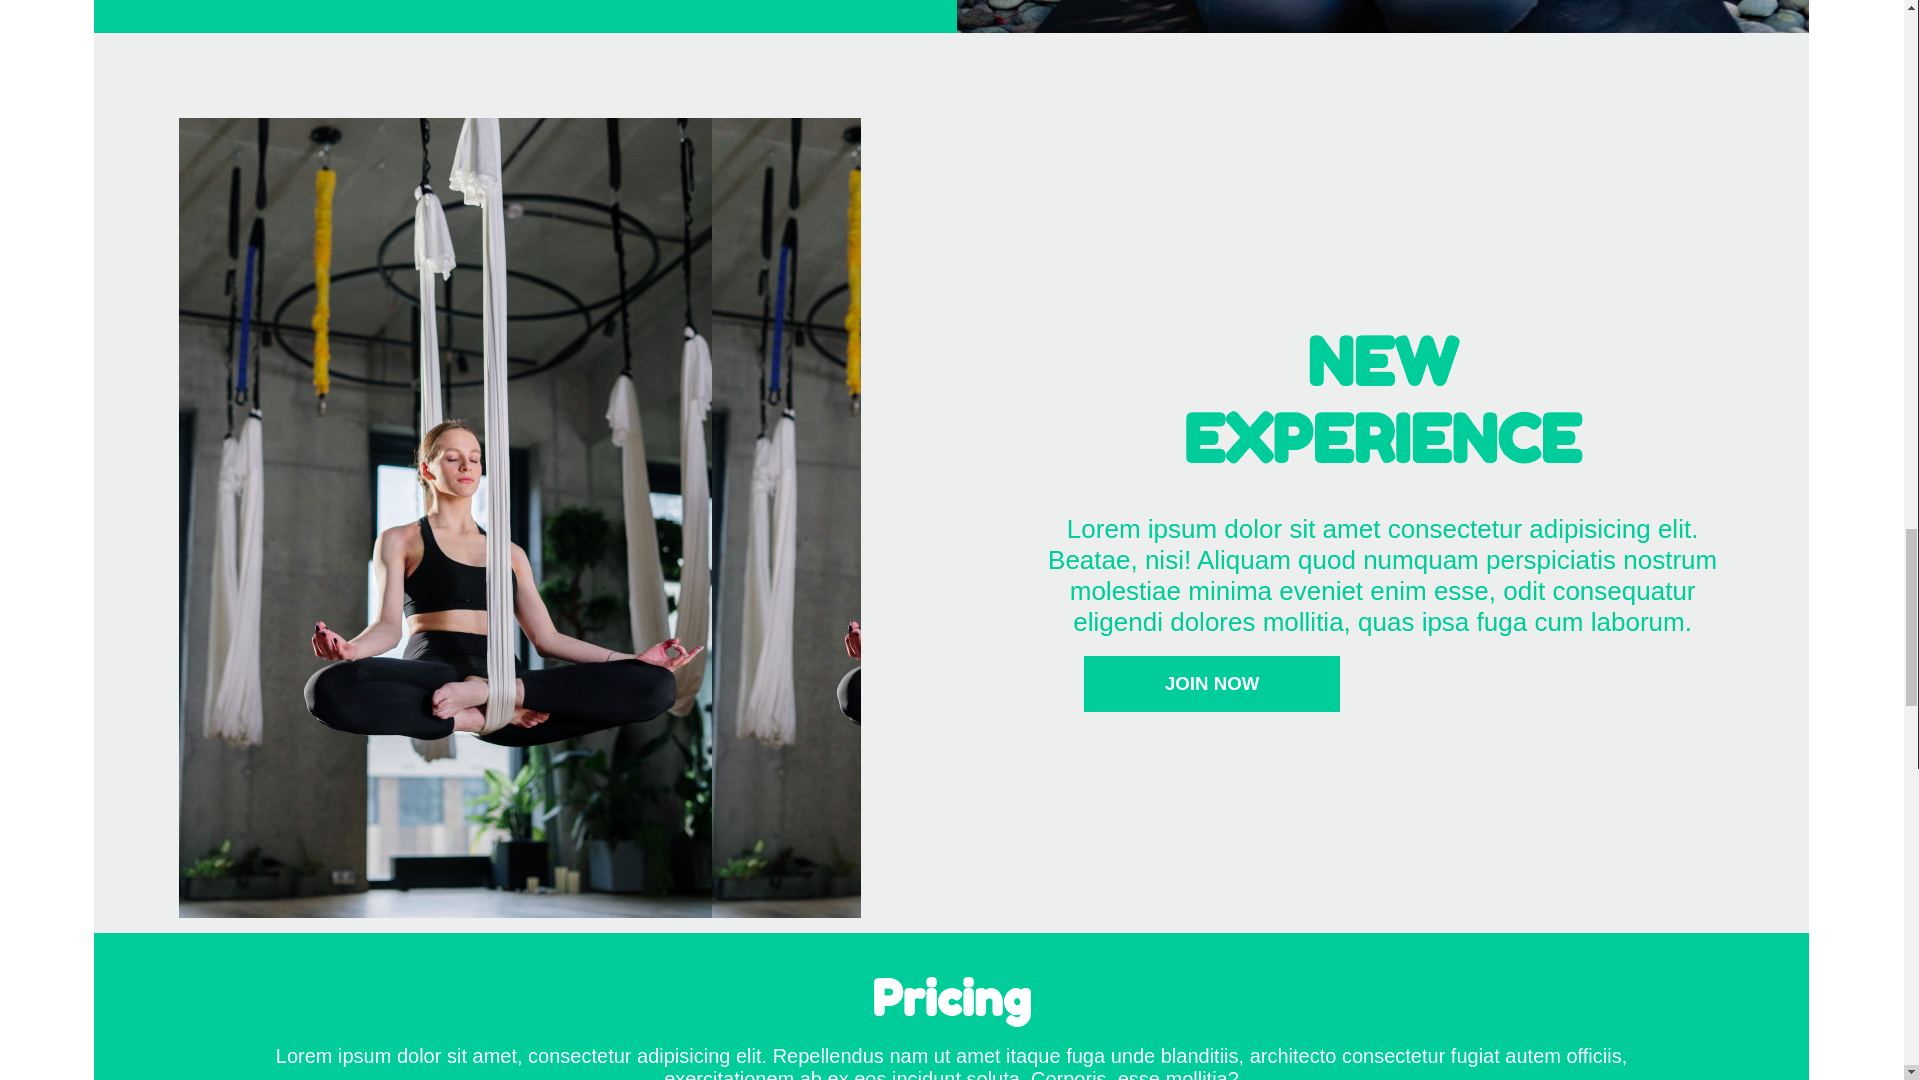 NEW
EXPERIENCE
Lorem ipsum dolor sit amet consectetur adipisicing elit.
Beatae, nisi! Aliquam quod numquam perspiciatis nostrum
molestiae minima eveniet enim esse, odit consequatur
eligendi dolores mollitia, quas ipsa fuga cum laborum.
JOIN NOW
Pricing
Lorem ipsum dolor sit amet, consectetur adipisicing elit. Repellendus nam ut amet itaque fuga unde blanditiis, architecto consectetur fugiat autem officiis,
exercitationem ab ex eos incidunt soluta. Corporis, esse mollitia?